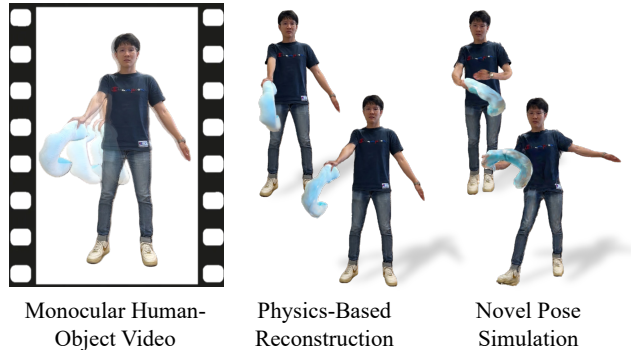 Monocular Human-
Object Video
Physics-Based
Reconstruction
Novel Pose
Simulation